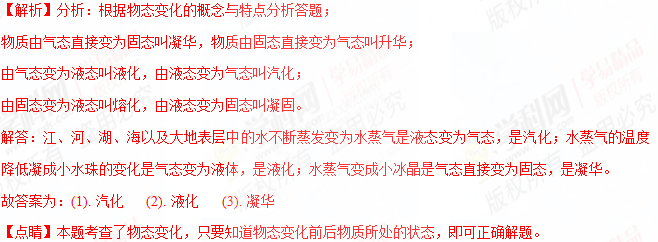 【解析】分析：根据物态变化的概念与特点分析答题；
物质由气态直接变为固态叫凝华，物质由固态直接变为气态叫升华；
由气态变为液态叫液化，由液态变为气态叫汽化；
由固态变为液态叫熔化，由液态变为固态叫凝固。
解答：江、河、湖、海以及大地表层中的水不断蒸发变为水蒸气是液态变为气态，是汽化；水蒸气的温度
降低凝成小水珠的变化是气态变为液体，是液化；水蒸气变成小冰晶是气态直接变为固态，是凝华。
故答案为：(1). 汽化 (2). 液化 (3). 凝华
【点睛】本题考查了物态变化，只要知道物态变化前后物质所处的状态，即可正确解题。